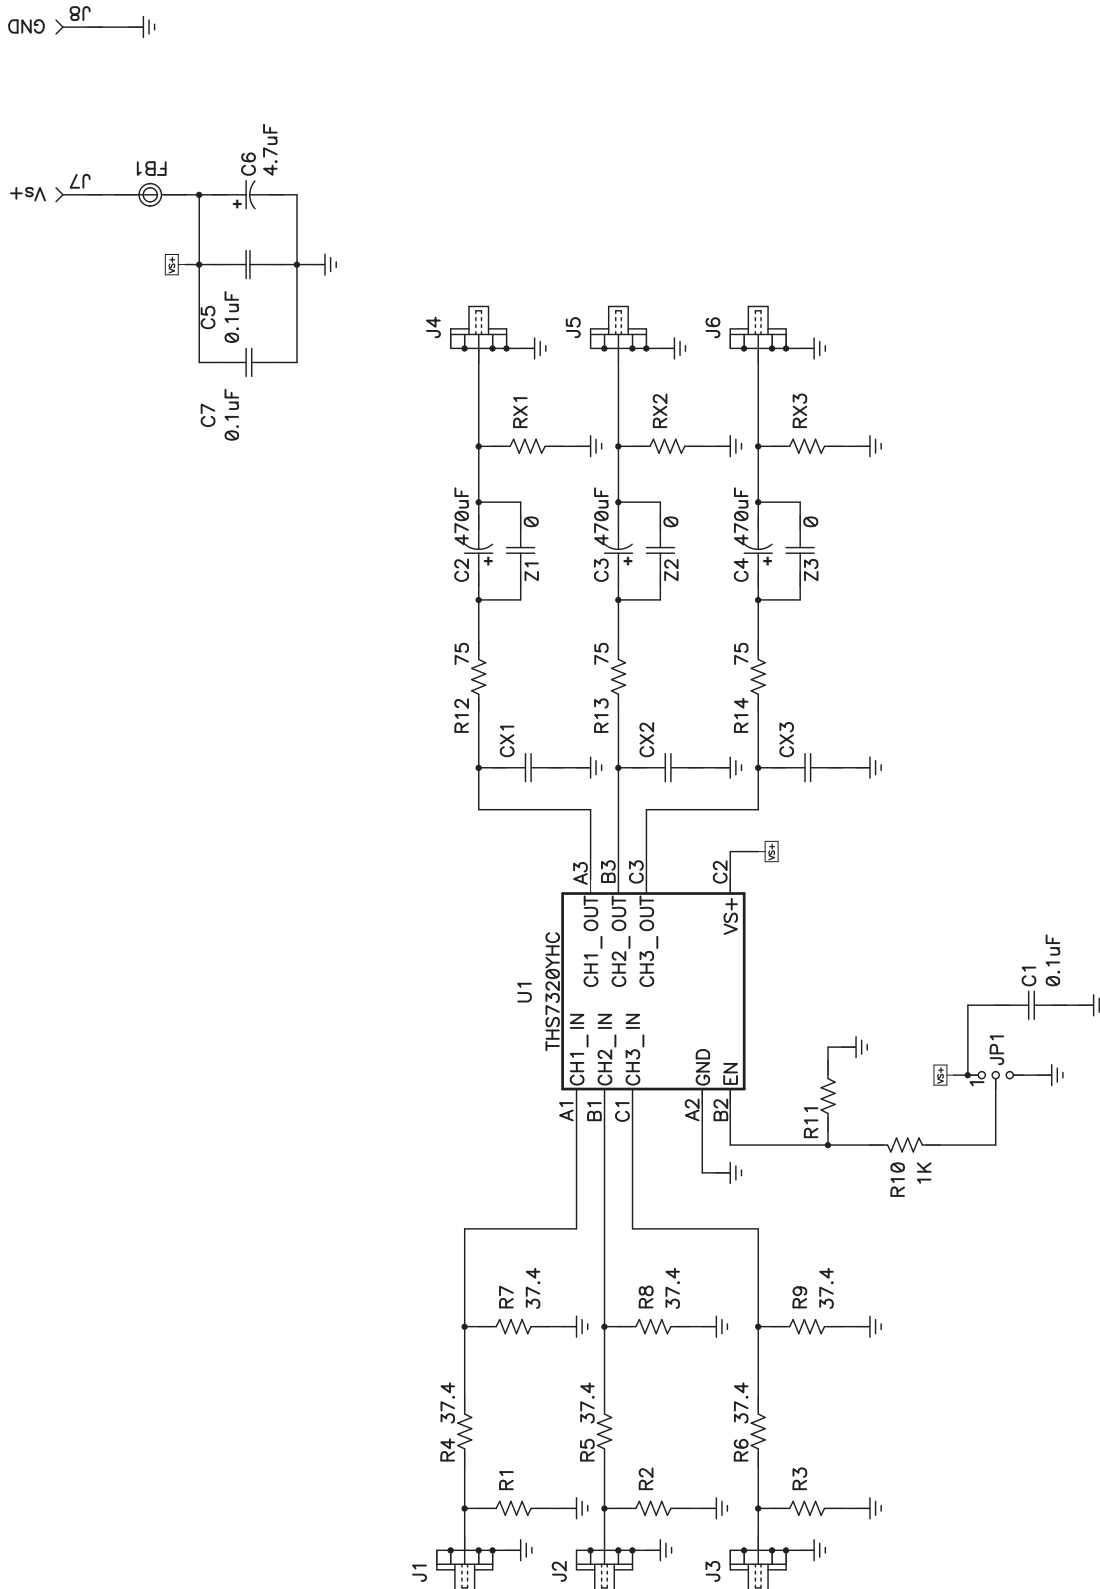 GND
J8
Vs+
J7
FB1
C6
4.7uF
VS+
C5
0.1uF
C7
0.1uF
J4
J5
J6
RX1
RX2
RX3
C2 470uF
C3 470uF
C4 470uF
+
+
+
+
Z1 0
Z2 0
Z3 0
R12 75
R13 75
R14 75
CX1
CX2
CX3
U1
THS7320YHC
A3
B3
C3
C2
VS+
CH1_OUT
CH2_OUT
CH3_OUT
VS+
CH1_IN
CH2_IN
CH3_IN
GND
EN
A1
B1
C1
A2
B2
R11
R10
1K
VS+
1
JP1
C1
0.1uF
R7
37.4
R8
37.4
R9
37.4
R4 37.4
R5 37.4
R6 37.4
R1
R2
R3
J1
J2
J3